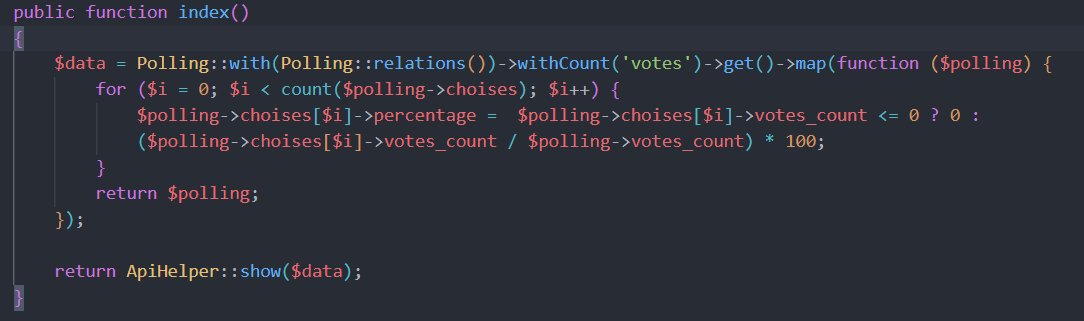 public function index()
{
    $data = Polling::with(Polling::relations())->withCount('votes')->get()->map(function ($polling) {
        for ($i = 0; $i < count($polling->choises); $i++) {
            $polling->choises[$i]->percentage =  $polling->choises[$i]->votes_count <= 0 ? 0 :
            ($polling->choises[$i]->votes_count / $polling->votes_count) * 100;
        }
        return $polling;
    });

    return ApiHelper::show($data);
}